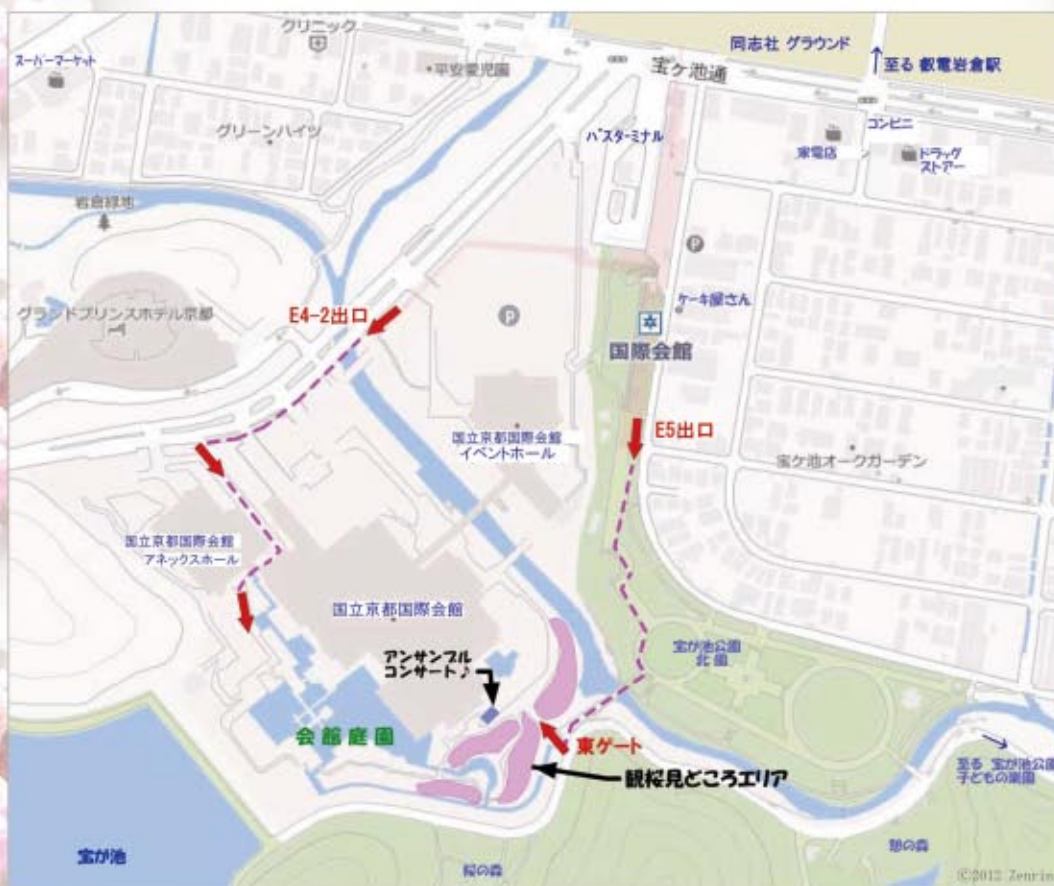 クリニック
同志社 グラウンド
スーパーマーケット
平安愛児園
宝ケ池通
至る 叡電岩倉駅
グリーンハイツ
バスターミナル
コンビニ
家電店
ドラッグ
ストアー
岩倉緑地
P
グランドプリンスホテル京都
E4-2出口
P
ケーキ屋さん
国際会館
国立京都国際会館
イベントホール
E5出口
宝ケ池オークガーデン
国立京都国際会館
アネックスホール
国立京都国際会館
アンサンブル
コンサート♪
宝が池公園
北園
会館庭園
東ゲート
観桜見どころエリア
至る 宝が池公園
子どもの楽園
宝が池
桜の森
憩の森
©2012 Zenrin